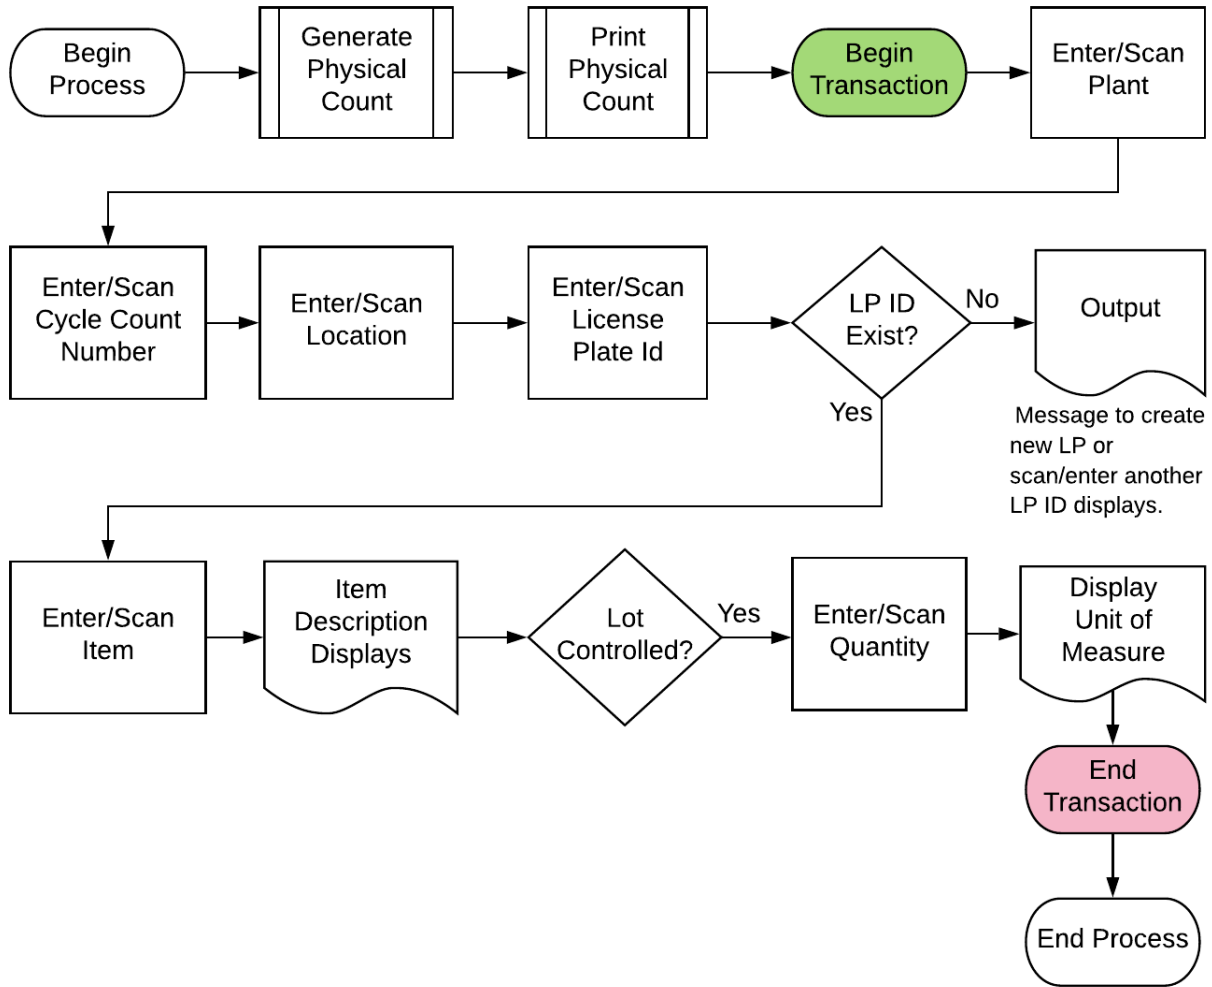 Begin
Process
Generate
Physical
Count
Print
Physical
Count
Begin
Transaction
Enter/Scan
Plant
Enter/Scan
Cycle Count
Number
Enter/Scan
Location
Enter/Scan
License
Plate Id
LP ID
Exist?
No
Output
Yes
Message to create
new LP or
scan/enter another
LP ID displays.
Enter/Scan
Item
Item
Description
Displays
Lot
Controlled?
Yes
Enter/Scan
Quantity
Display
Unit of
Measure
End
Transaction
End Process